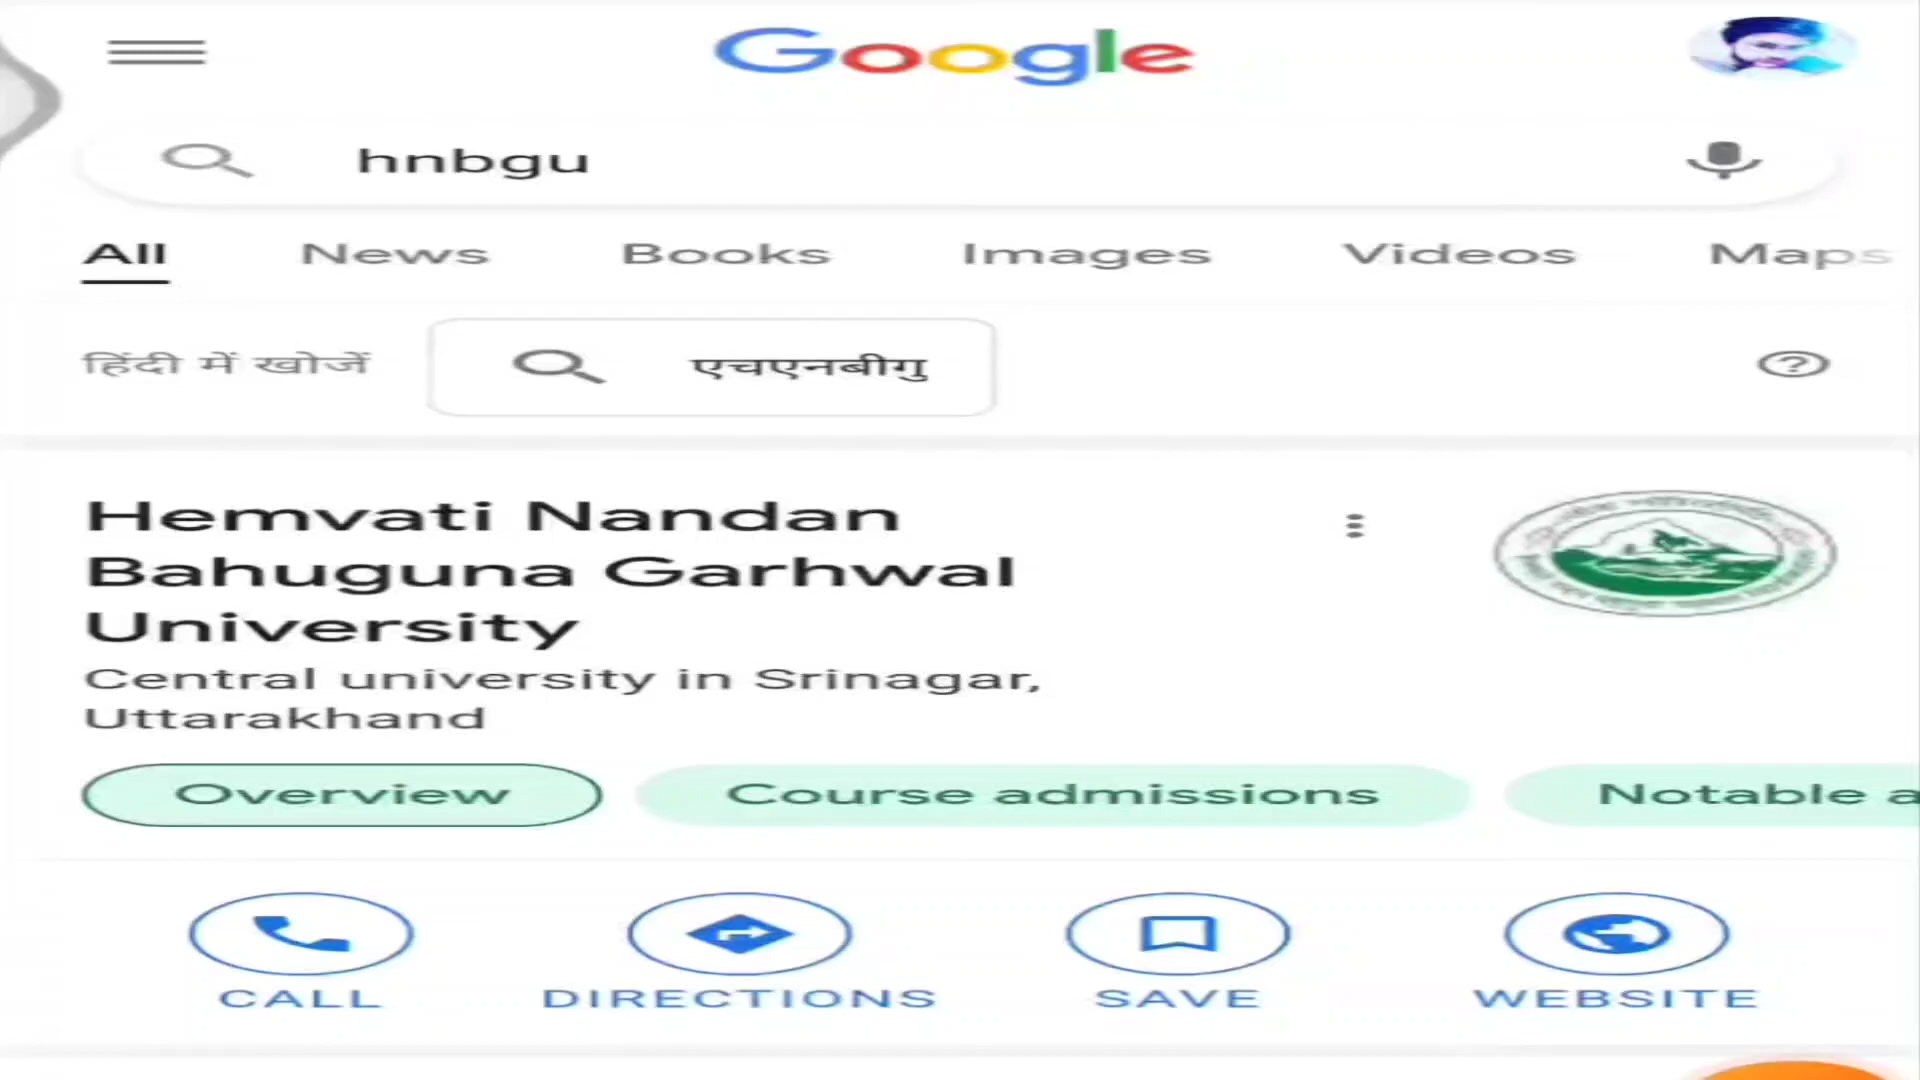 Google
hnbgu
All News Books Images Videos Maps
हिंदी में खोजें एचएनबीगु
Hemvati Nandan
Bahuguna Garhwal
University
Central university in Srinagar,
Uttarakhand
Overview Course admissions Notable a
CALL DIRECTIONS SAVE WEBSITE